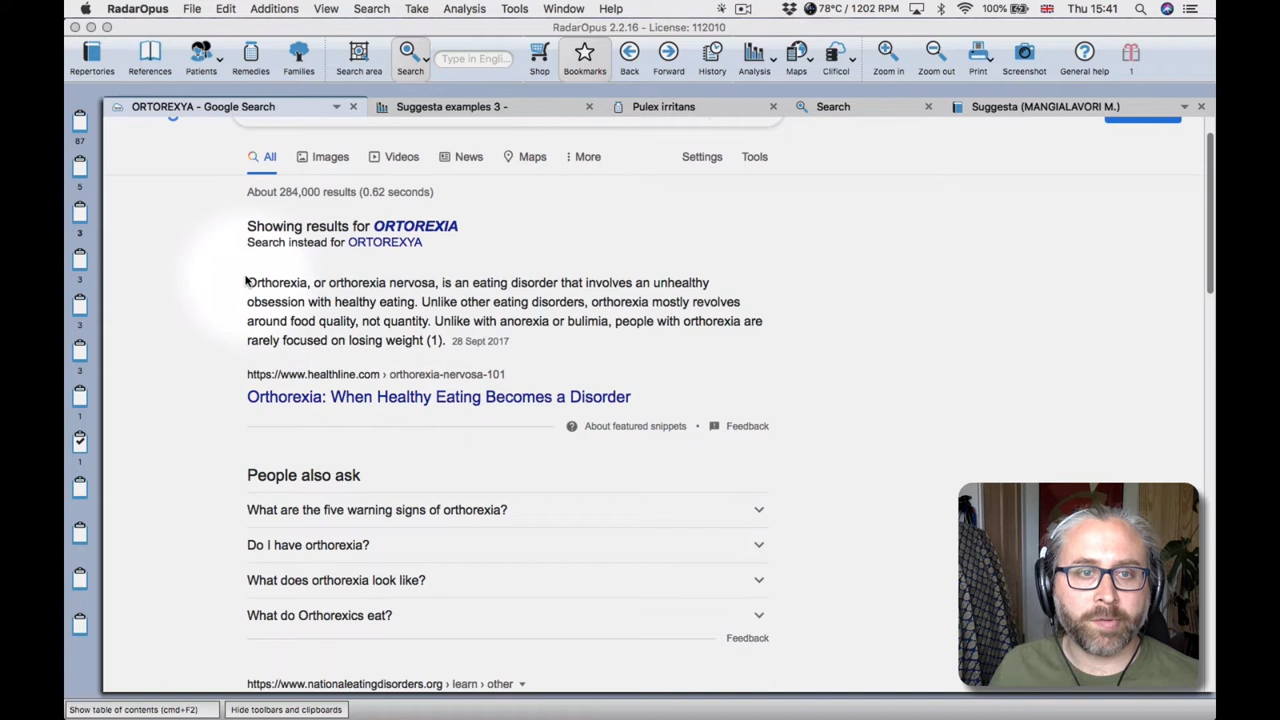 RadarOpus File Edit Additions View Search Take Analysis Tools Window Help 78°C / 1202 RPM 100% Thu 15:41
RadarOpus 2.2.16 - License: 112010
Type in Engli...
Repertories References Patients Remedies Families Search area Search Shop Bookmarks Back Forward History Analysis Maps Clificol Zoom in Zoom out Print Screenshot General help 1
ORTOREXYA - Google Search Suggesta examples 3 - Pulex irritans Search Suggesta (MANGIALAVORI M.)
87
5
3
3
3
3
1
1
All Images Videos News Maps More Settings Tools
About 284,000 results (0.62 seconds)
Showing results for ORTOREXIA
Search instead for ORTOREXYA
Orthorexia, or orthorexia nervosa, is an eating disorder that involves an unhealthy
obsession with healthy eating. Unlike other eating disorders, orthorexia mostly revolves
around food quality, not quantity. Unlike with anorexia or bulimia, people with orthorexia are
rarely focused on losing weight (1). 28 Sept 2017
https://www.healthline.com › orthorexia-nervosa-101
Orthorexia: When Healthy Eating Becomes a Disorder
About featured snippets • Feedback
People also ask
What are the five warning signs of orthorexia?
Do I have orthorexia?
What does orthorexia look like?
What do Orthorexics eat?
Feedback
https://www.nationaleatingdisorders.org › learn › other
Show table of contents (cmd+F2) Hide toolbars and clipboards